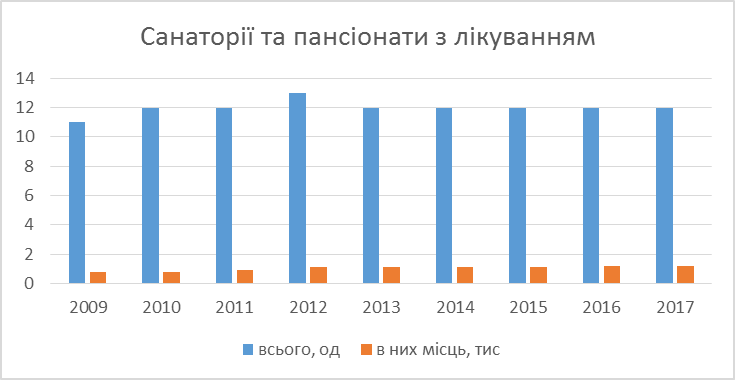 Санаторії та пансіонати з лікуванням
14
12
10
8
6
4
2
0
2009 2010 2011 2012 2013 2014 2015 2016 2017
всього, од в них місць, тис